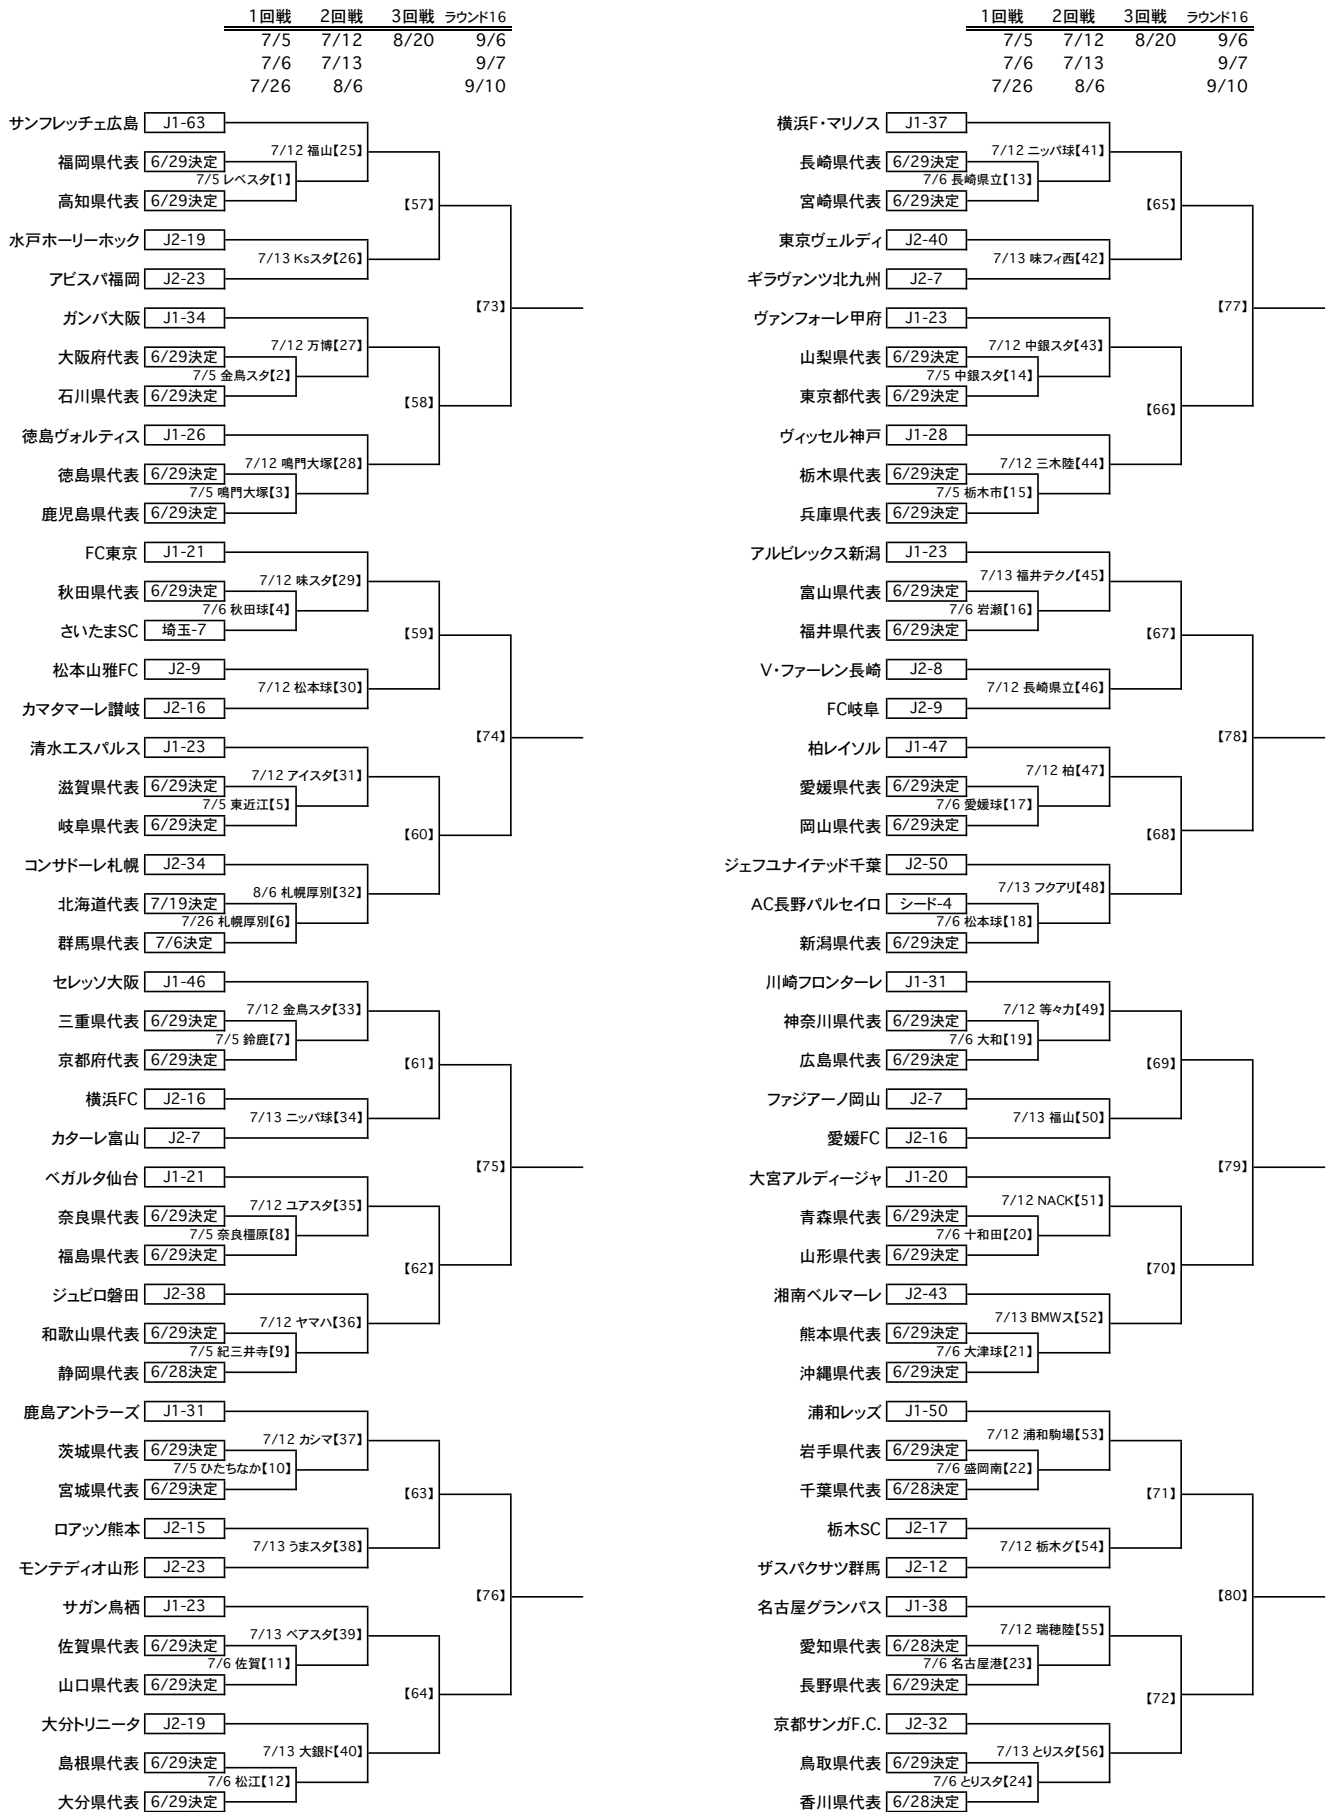 1回戦 2回戦 3回戦 ラウンド16
7/5 7/12 8/20 9/6
7/6 7/13 9/7
7/26 8/6 9/10
サンフレッチェ広島 J1-63
7/12 福山【25】
福岡県代表 6/29決定
7/5 レベスタ【1】
高知県代表 6/29決定
【57】
水戸ホーリーホック J2-19
7/13 Ksスタ【26】
アビスパ福岡 J2-23
【73】
ガンバ大阪 J1-34
7/12 万博【27】
大阪府代表 6/29決定
7/5 金鳥スタ【2】
石川県代表 6/29決定
【58】
徳島ヴォルティス J1-26
7/12 鳴門大塚【28】
徳島県代表 6/29決定
7/5 鳴門大塚【3】
鹿児島県代表 6/29決定
FC東京 J1-21
7/12 味スタ【29】
秋田県代表 6/29決定
7/6 秋田球【4】
さいたまSC 埼玉-7
【59】
松本山雅FC J2-9
7/12 松本球【30】
カマタマーレ讃岐 J2-16
【74】
清水エスパルス J1-23
7/12 アイスタ【31】
滋賀県代表 6/29決定
7/5 東近江【5】
岐阜県代表 6/29決定
【60】
コンサドーレ札幌 J2-34
8/6 札幌厚別【32】
北海道代表 7/19決定
7/26 札幌厚別【6】
群馬県代表 7/6決定
セレッソ大阪 J1-46
7/12 金鳥スタ【33】
三重県代表 6/29決定
7/5 鈴鹿【7】
京都府代表 6/29決定
【61】
横浜FC J2-16
7/13 ニッパ球【34】
カターレ富山 J2-7
【75】
ベガルタ仙台 J1-21
7/12 ユアスタ【35】
奈良県代表 6/29決定
7/5 奈良橿原【8】
福島県代表 6/29決定
【62】
ジュビロ磐田 J2-38
7/12 ヤマハ【36】
和歌山県代表 6/29決定
7/5 紀三井寺【9】
静岡県代表 6/28決定
鹿島アントラーズ J1-31
7/12 カシマ【37】
茨城県代表 6/29決定
7/5 ひたちなか【10】
宮城県代表 6/29決定
【63】
ロアッソ熊本 J2-15
7/13 うまスタ【38】
モンテディオ山形 J2-23
【76】
サガン鳥栖 J1-23
7/13 ベアスタ【39】
佐賀県代表 6/29決定
7/6 佐賀【11】
山口県代表 6/29決定
【64】
大分トリニータ J2-19
7/13 大銀ド【40】
島根県代表 6/29決定
7/6 松江【12】
大分県代表 6/29決定
1回戦 2回戦 3回戦 ラウンド16
7/5 7/12 8/20 9/6
7/6 7/13 9/7
7/26 8/6 9/10
横浜F・マリノス J1-37
7/12 ニッパ球【41】
長崎県代表 6/29決定
7/6 長崎県立【13】
宮崎県代表 6/29決定
【65】
東京ヴェルディ J2-40
7/13 味フィ西【42】
ギラヴァンツ北九州 J2-7
【77】
ヴァンフォーレ甲府 J1-23
7/12 中銀スタ【43】
山梨県代表 6/29決定
7/5 中銀スタ【14】
東京都代表 6/29決定
【66】
ヴィッセル神戸 J1-28
7/12 三木陸【44】
栃木県代表 6/29決定
7/5 栃木市【15】
兵庫県代表 6/29決定
アルビレックス新潟 J1-23
7/13 福井テクノ【45】
富山県代表 6/29決定
7/6 岩瀬【16】
福井県代表 6/29決定
【67】
V・ファーレン長崎 J2-8
7/12 長崎県立【46】
FC岐阜 J2-9
【78】
柏レイソル J1-47
7/12 柏【47】
愛媛県代表 6/29決定
7/6 愛媛球【17】
岡山県代表 6/29決定
【68】
ジェフユナイテッド千葉 J2-50
7/13 フクアリ【48】
AC長野パルセイロ シード-4
7/6 松本球【18】
新潟県代表 6/29決定
川崎フロンターレ J1-31
7/12 等々力【49】
神奈川県代表 6/29決定
7/6 大和【19】
広島県代表 6/29決定
【69】
ファジアーノ岡山 J2-7
7/13 福山【50】
愛媛FC J2-16
【79】
大宮アルディージャ J1-20
7/12 NACK【51】
青森県代表 6/29決定
7/6 十和田【20】
山形県代表 6/29決定
【70】
湘南ベルマーレ J2-43
7/13 BMWス【52】
熊本県代表 6/29決定
7/6 大津球【21】
沖縄県代表 6/29決定
浦和レッズ J1-50
7/12 浦和駒場【53】
岩手県代表 6/29決定
7/6 盛岡南【22】
千葉県代表 6/28決定
【71】
栃木SC J2-17
7/12 栃木グ【54】
ザスパクサツ群馬 J2-12
【80】
名古屋グランパス J1-38
7/12 瑞穂陸【55】
愛知県代表 6/28決定
7/6 名古屋港【23】
長野県代表 6/29決定
【72】
京都サンガF.C. J2-32
7/13 とりスタ【56】
鳥取県代表 6/29決定
7/6 とりスタ【24】
香川県代表 6/28決定